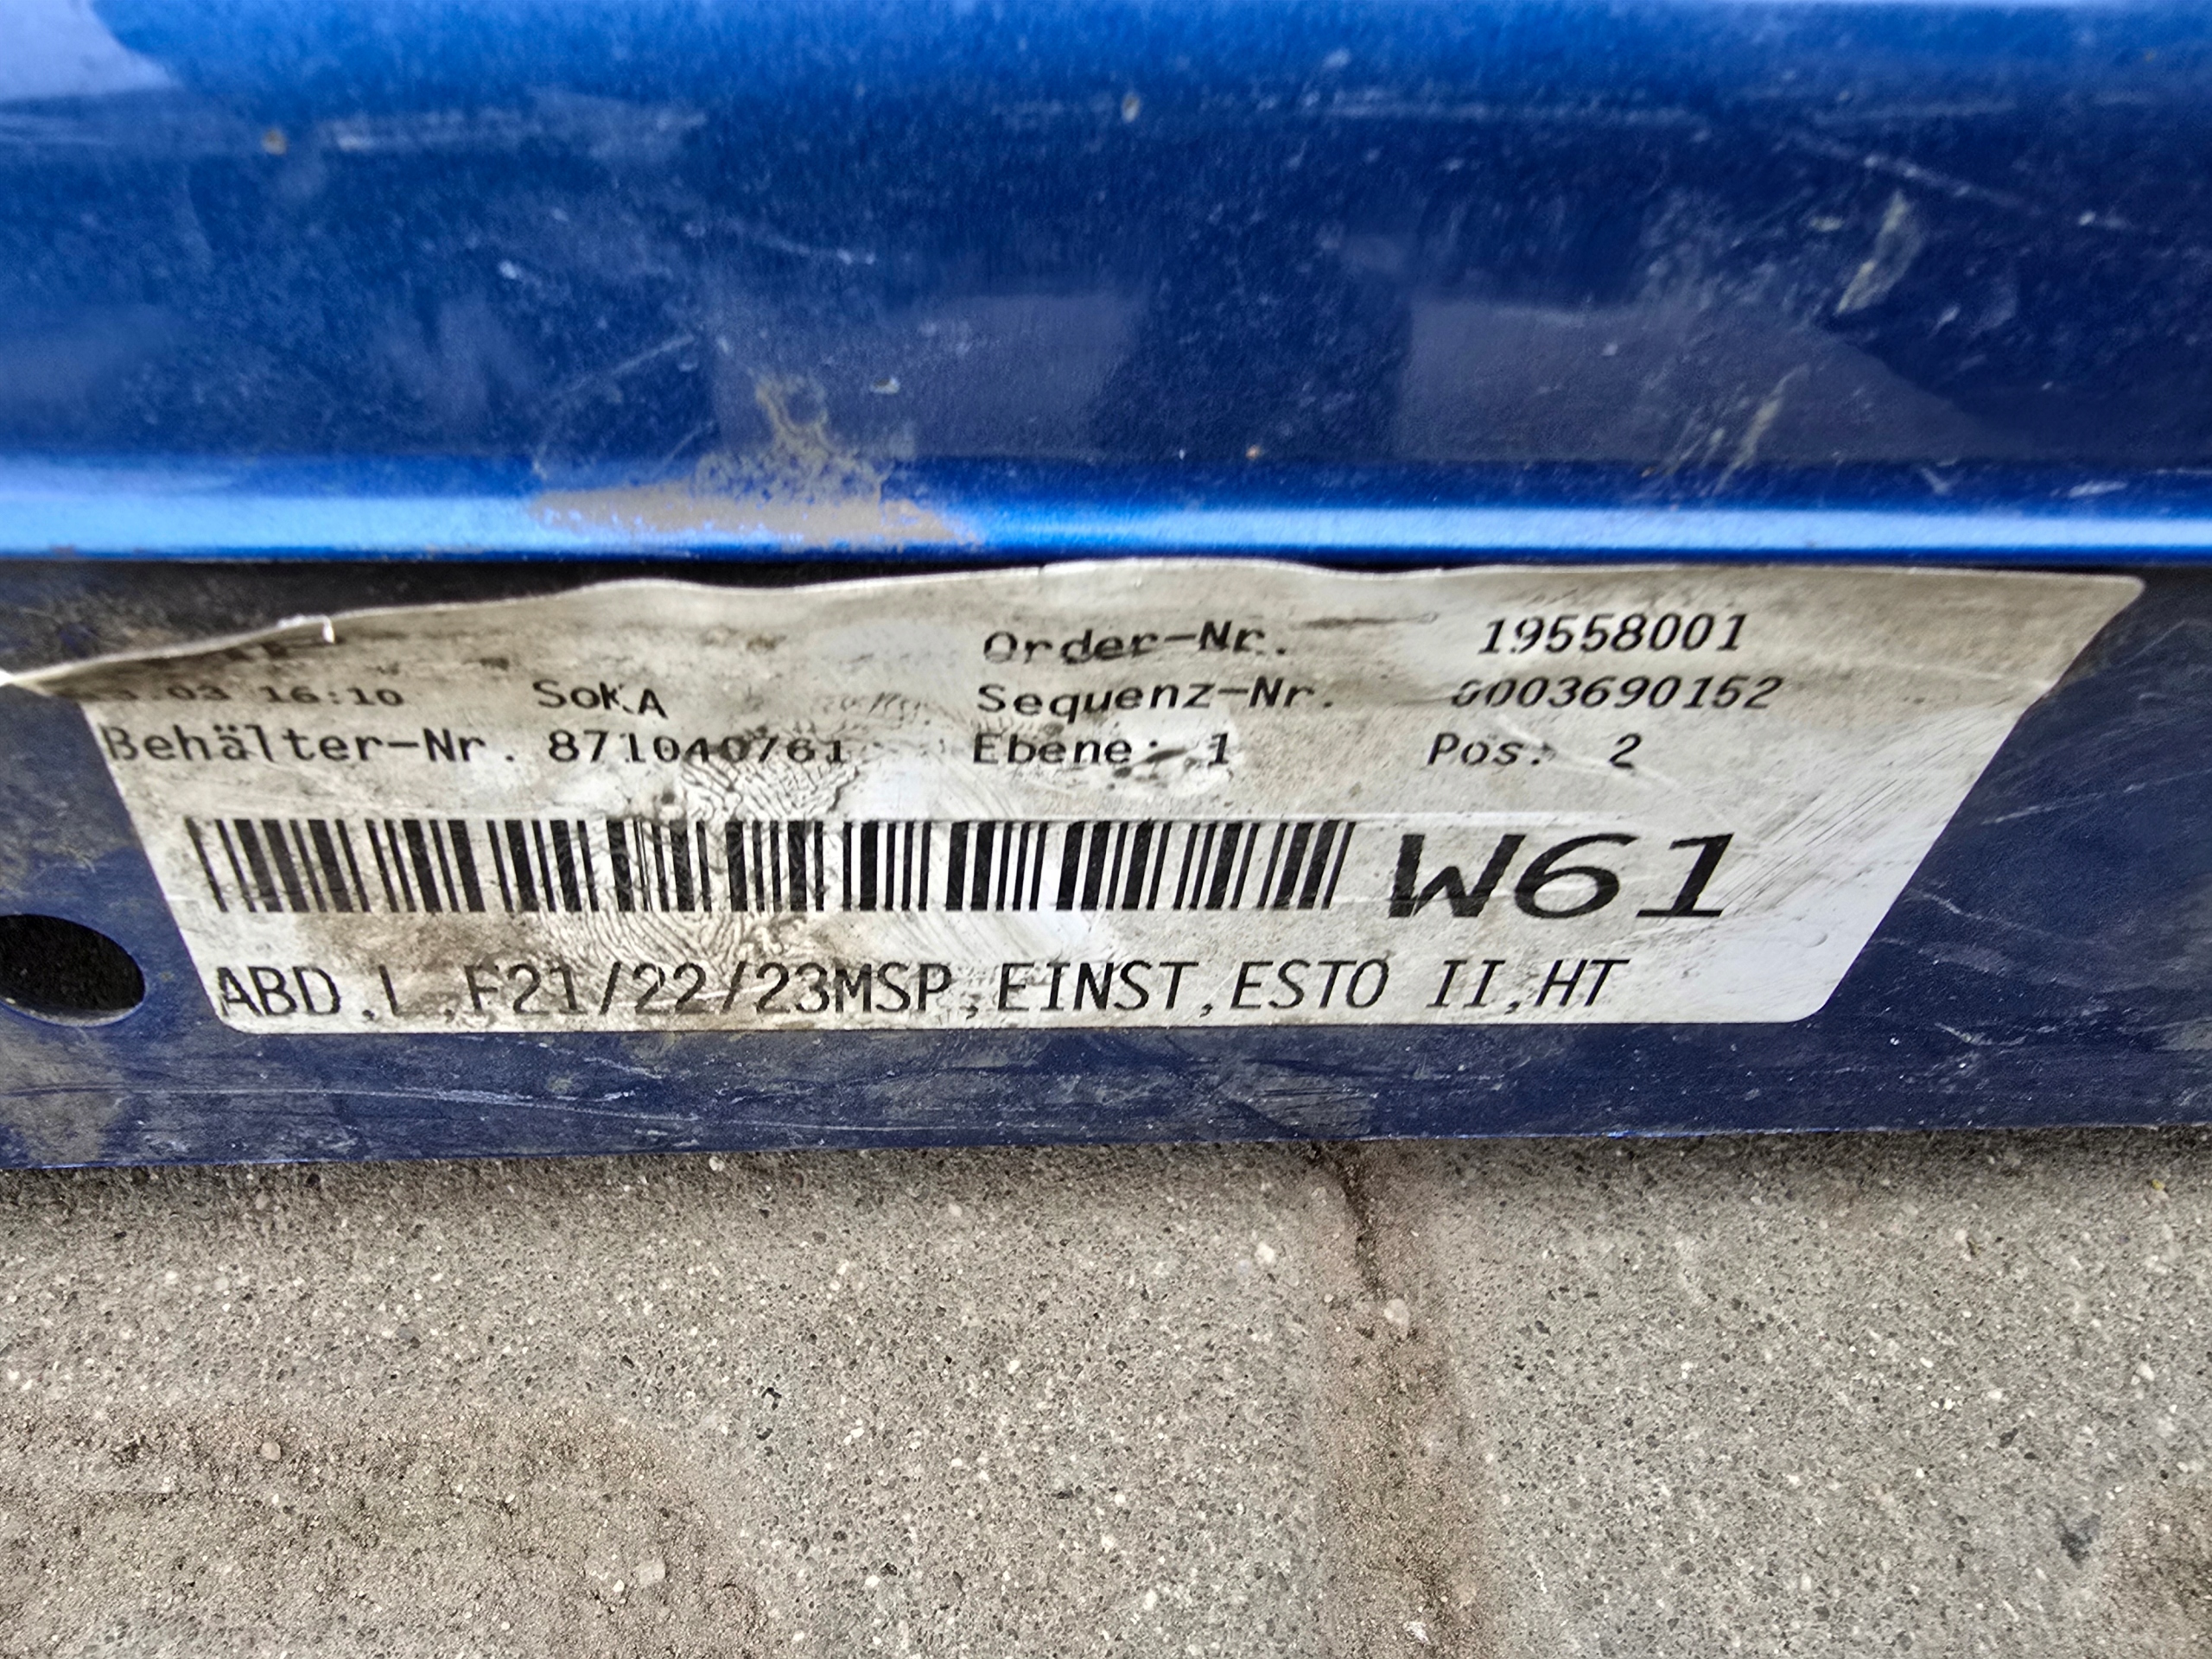 Order-Nr. 19558001
.03 16:10 SoKA Sequenz-Nr. 0003690152
Behälter-Nr. 871040761 Ebene: 1 Pos: 2
W61
ABD,L,F21/22/23MSP,EINST,ESTO II,HT